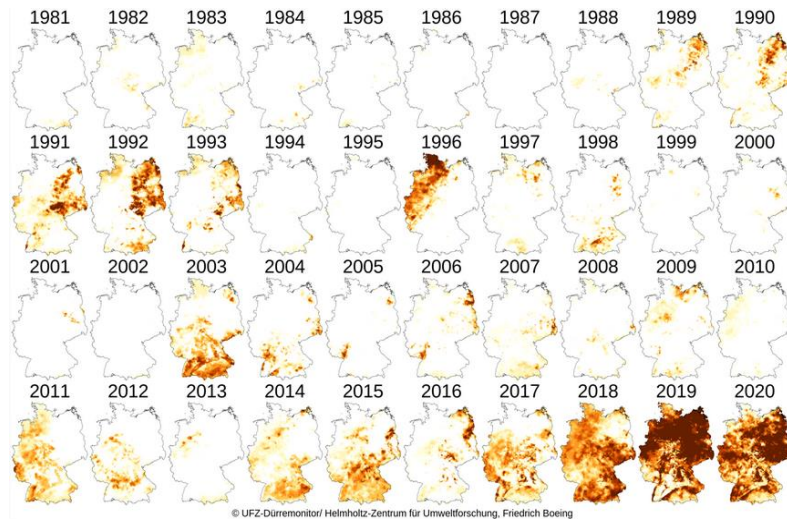 1981 1982 1983 1984 1985 1986 1987 1988 1989 1990
1991 1992 1993 1994 1995 1996 1997 1998 1999 2000
2001 2002 2003 2004 2005 2006 2007 2008 2009 2010
2011 2012 2013 2014 2015 2016 2017 2018 2019 2020
© UFZ-Dürremonitor/ Helmholtz-Zentrum für Umweltforschung, Friedrich Boeing